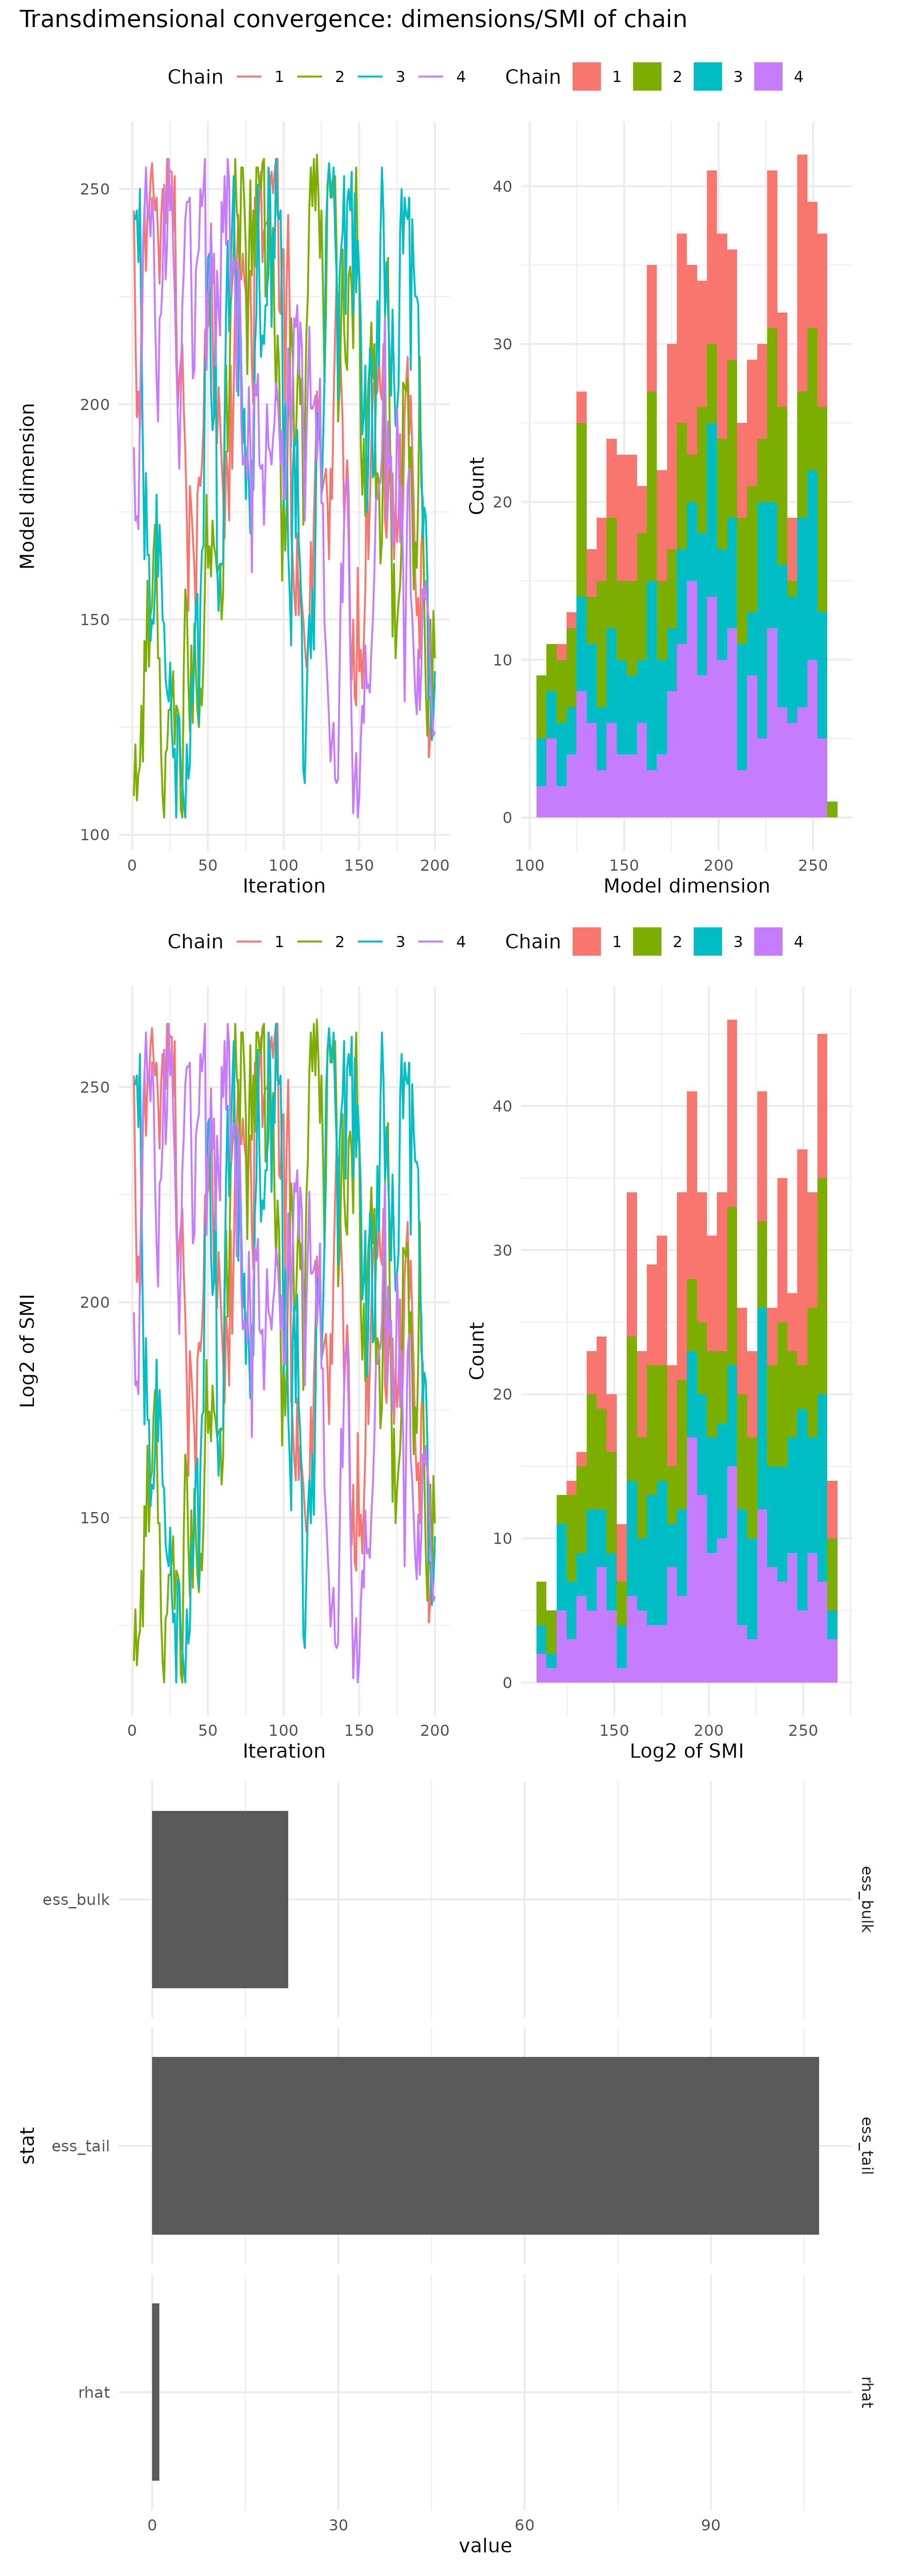 Transdimensional convergence: dimensions/SMI of chain
Chain 1 2 3 4
Chain 1 2 3 4
Model dimension
250
200
150
100
0 50 100 150 200
Iteration
Count
40
30
20
10
0
100 150 200 250
Model dimension
Chain 1 2 3 4
Chain 1 2 3 4
Log2 of SMI
250
200
150
0 50 100 150 200
Iteration
Count
40
30
20
10
0
150 200 250
Log2 of SMI
stat
ess_bulk
ess_bulk
ess_tail
ess_tail
rhat
rhat
0 30 60 90
value